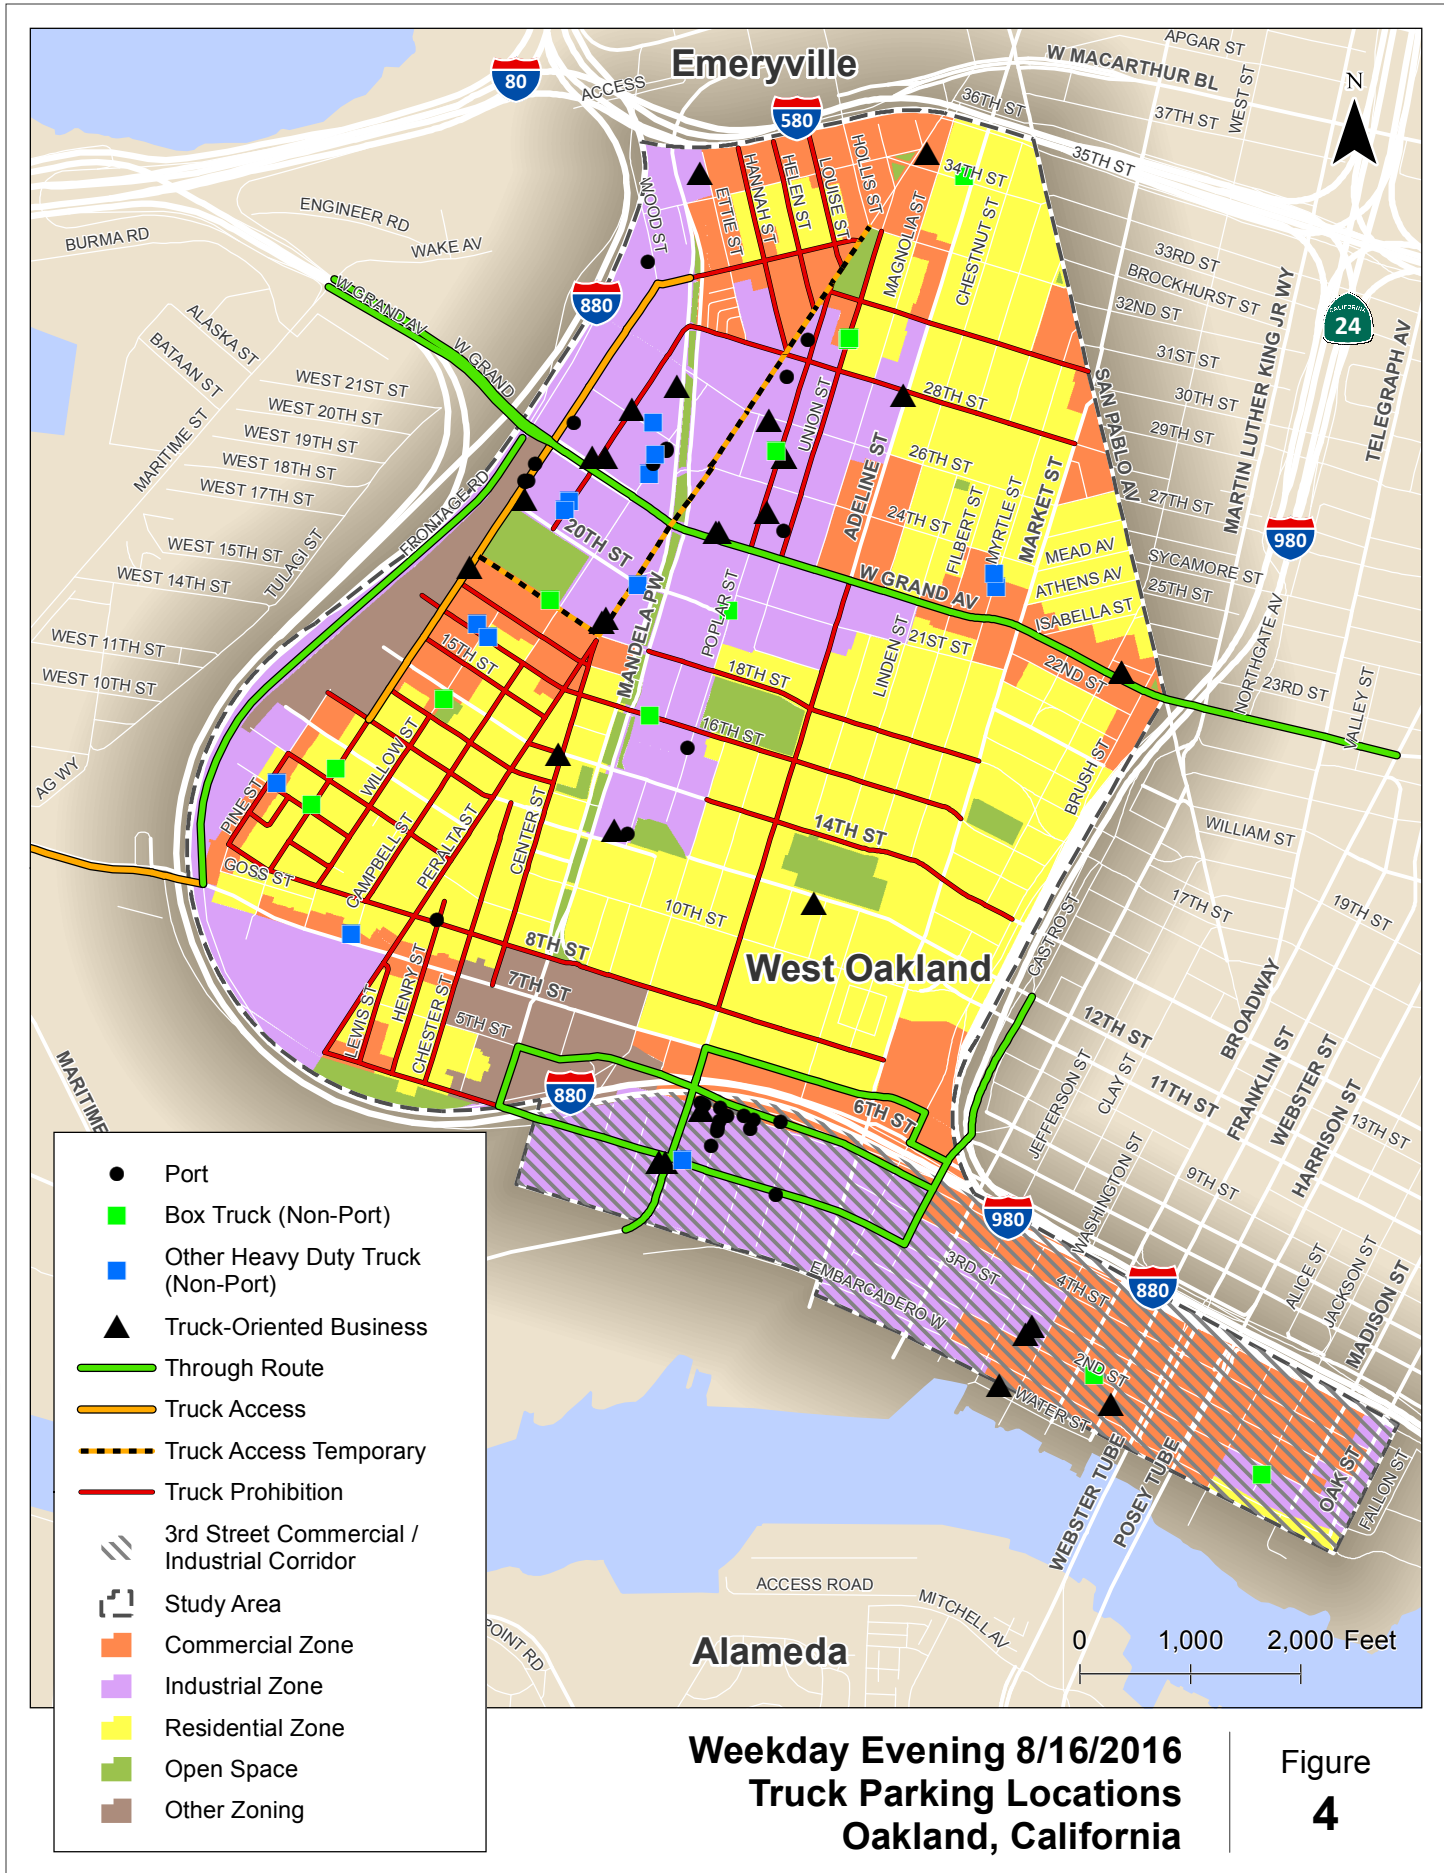 Emeryville
APGAR ST
W MACARTHUR BL
WEST ST
37TH ST
36TH ST
35TH ST
N
80
ACCESS
580
HOLLIS ST
LOUISE ST
HELEN ST
HANNAH ST
ETTIE ST
WOOD ST
34TH ST
MAGNOLIA ST
CHESTNUT ST
ENGINEER RD
BURMA RD
WAKE AV
33RD ST
BROCKHURST ST
32ND ST
31ST ST
30TH ST
29TH ST
27TH ST
MARTIN LUTHER KING JR WY
CALIFORNIA
24
TELEGRAPH AV
SAN PABLO AV
880
W GRAND AV
W GRAND
ALASKA ST
BATAAN ST
MARITIME ST
WEST 21ST ST
WEST 20TH ST
WEST 19TH ST
WEST 18TH ST
WEST 17TH ST
WEST 15TH ST
WEST 14TH ST
TULAGI ST
WEST 11TH ST
WEST 10TH ST
AG WY
FRONTAGE RD
UNION ST
28TH ST
26TH ST
24TH ST
ADELINE ST
FILBERT ST
MYRTLE ST
MARKET ST
MEAD AV
ATHENS AV
ISABELLA ST
SYCAMORE ST
25TH ST
980
20TH ST
W GRAND AV
MANDELA PW
POPLAR ST
LINDEN ST
21ST ST
22ND ST
23RD ST
NORTHGATE AV
VALLEY ST
15TH ST
18TH ST
16TH ST
14TH ST
BRUSH ST
WILLIAM ST
17TH ST
19TH ST
WILLOW ST
PINE ST
GOSS ST
CAMPBELL ST
PERALTA ST
CENTER ST
10TH ST
8TH ST
7TH ST
5TH ST
West Oakland
CASTRO ST
LEWIS ST
HENRY ST
CHESTER ST
MARITIME
880
6TH ST
12TH ST
11TH ST
BROADWAY
FRANKLIN ST
WEBSTER ST
HARRISON ST
13TH ST
JEFFERSON ST
CLAY ST
WASHINGTON ST
9TH ST
980
ALICE ST
JACKSON ST
MADISON ST
880
3RD ST
4TH ST
EMBARCADERO W
2ND ST
WATER ST
WEBSTER TUBE
POSEY TUBE
OAK ST
FALLON ST
ACCESS ROAD
MITCHELL AV
POINT RD
Alameda
0 1,000 2,000 Feet
Port
Box Truck (Non-Port)
Other Heavy Duty Truck
(Non-Port)
Truck-Oriented Business
Through Route
Truck Access
Truck Access Temporary
Truck Prohibition
3rd Street Commercial /
Industrial Corridor
Study Area
Commercial Zone
Industrial Zone
Residential Zone
Open Space
Other Zoning
Weekday Evening 8/16/2016
Truck Parking Locations
Oakland, California
Figure
4